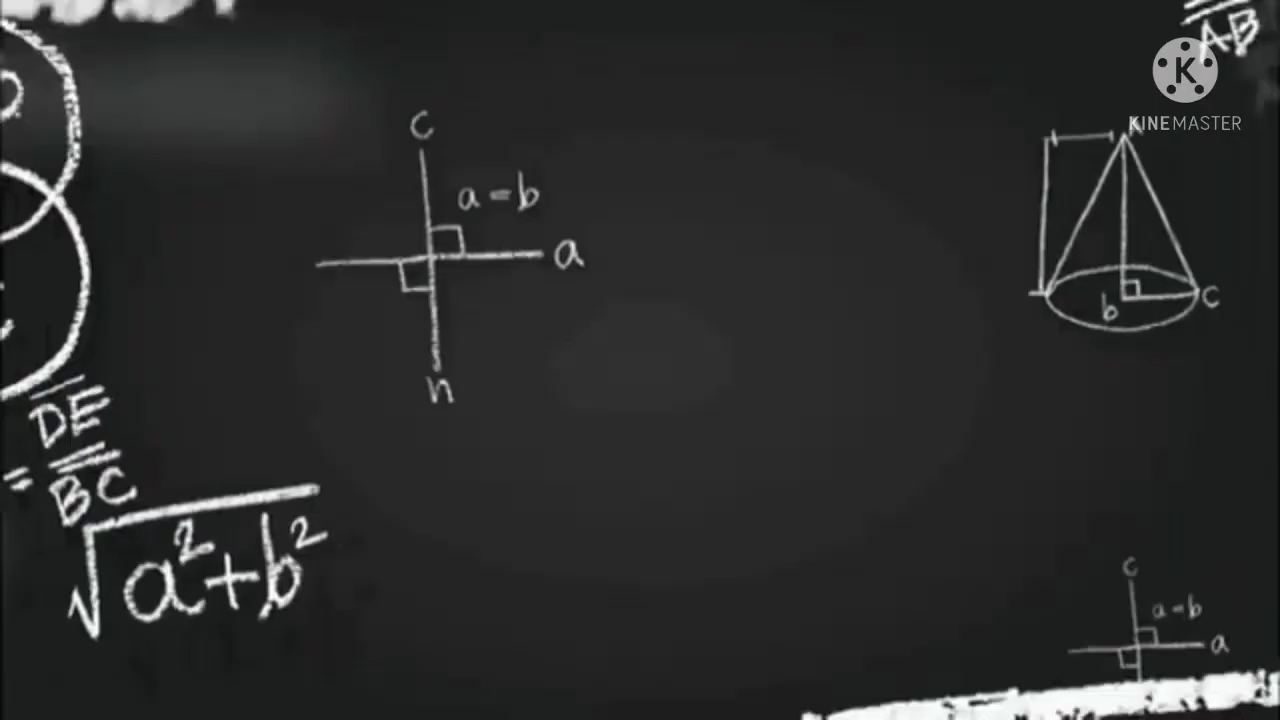 AB
K
KINEMASTER
c
a=b
a
n
b
C
DE
=
BC
√a²+b²
c
a=b
a